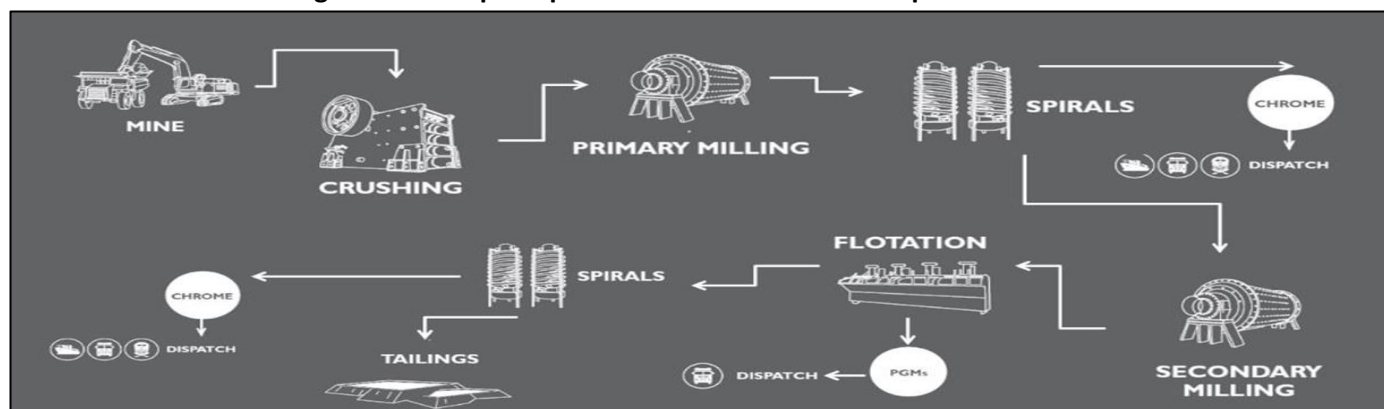 MINE
CRUSHING
PRIMARY MILLING
SPIRALS
CHROME
DISPATCH
SECONDARY
MILLING
FLOTATION
PGMs
DISPATCH
SPIRALS
CHROME
DISPATCH
TAILINGS